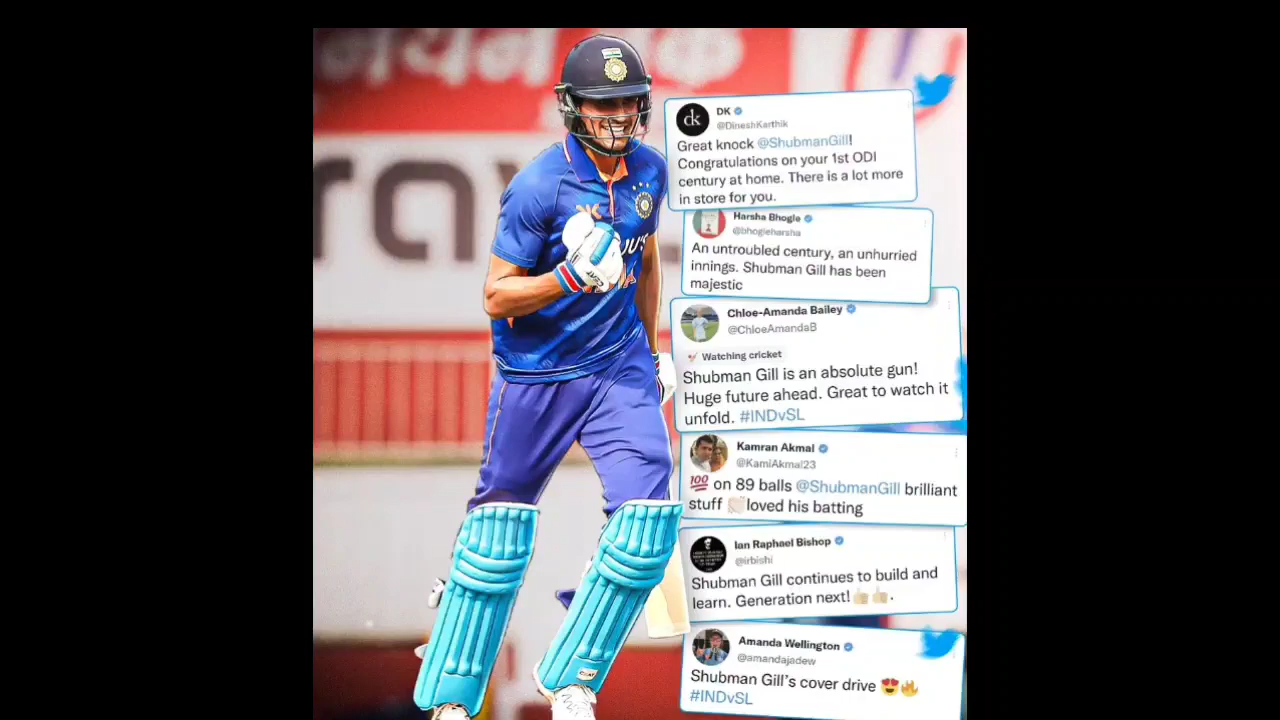 DK
@DineshKarthik
Great knock @ShubmanGill!
Congratulations on your 1st ODI
century at home. There is a lot more
in store for you.
Harsha Bhogle
@bhogleharsha
An untroubled century, an unhurried
innings. Shubman Gill has been
majestic
Chloe-Amanda Bailey
@ChloeAmandaB
Watching cricket
Shubman Gill is an absolute gun!
Huge future ahead. Great to watch it
unfold. #INDvSL
Kamran Akmal
@KamiAkmal23
💯 on 89 balls @ShubmanGill brilliant
stuff 👏🏻loved his batting
Ian Raphael Bishop
@irbishi
Shubman Gill continues to build and
learn. Generation next!👍🏼👍🏼.
Amanda Wellington
@amandajadew
Shubman Gill's cover drive 😍🔥
#INDvSL
dk